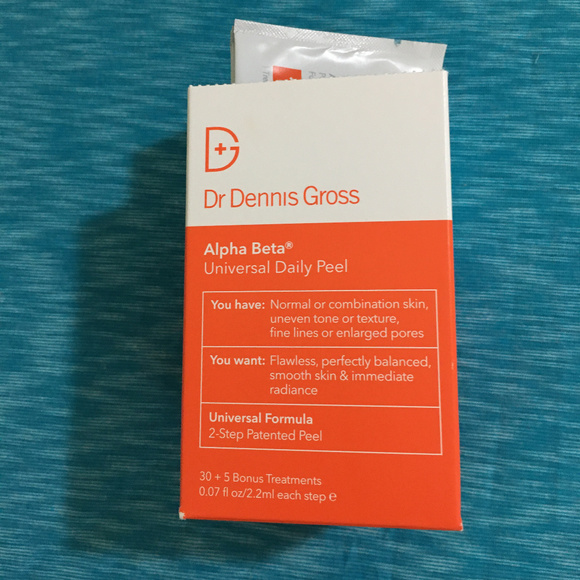 D+G
Dr Dennis Gross
Alpha Beta®
Universal Daily Peel
You have: Normal or combination skin,
uneven tone or texture,
fine lines or enlarged pores
You want: Flawless, perfectly balanced,
smooth skin & immediate
radiance
Universal Formula
2-Step Patented Peel
30 + 5 Bonus Treatments
0.07 fl oz/2.2ml each step ℮